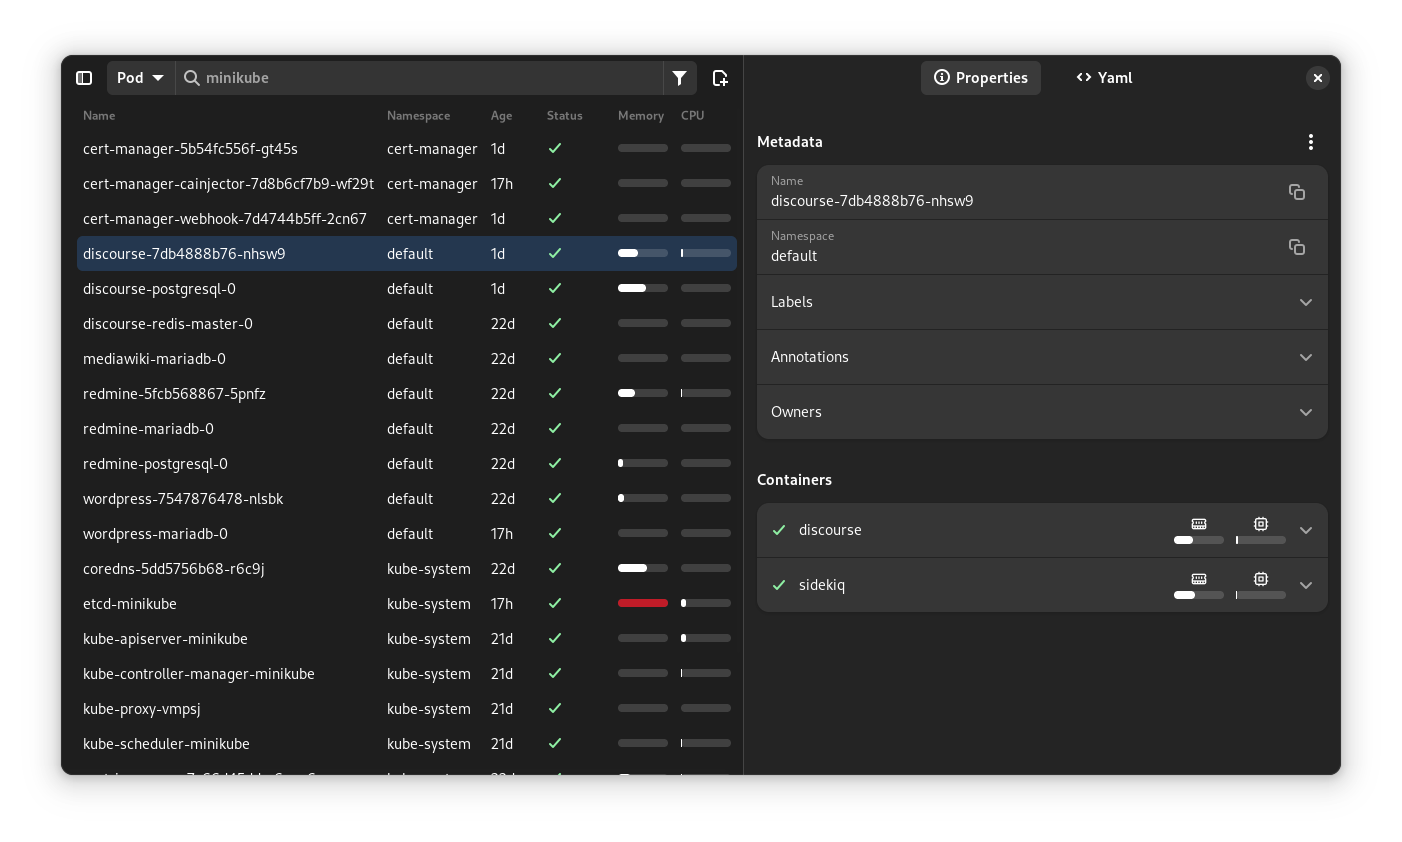 Pod minikube
Name Namespace Age Status Memory CPU
cert-manager-5b54fc556f-gt45s cert-manager 1d
cert-manager-cainjector-7d8b6cf7b9-wf29t cert-manager 17h
cert-manager-webhook-7d4744b5ff-2cn67 cert-manager 1d
discourse-7db4888b76-nhsw9 default 1d
discourse-postgresql-0 default 1d
discourse-redis-master-0 default 22d
mediawiki-mariadb-0 default 22d
redmine-5fcb568867-5pnfz default 22d
redmine-mariadb-0 default 22d
redmine-postgresql-0 default 22d
wordpress-7547876478-nlsbk default 22d
wordpress-mariadb-0 default 17h
coredns-5dd5756b68-r6c9j kube-system 22d
etcd-minikube kube-system 17h
kube-apiserver-minikube kube-system 21d
kube-controller-manager-minikube kube-system 21d
kube-proxy-vmpsj kube-system 21d
kube-scheduler-minikube kube-system 21d
Properties Yaml
Metadata
Name
discourse-7db4888b76-nhsw9
Namespace
default
Labels
Annotations
Owners
Containers
discourse
sidekiq